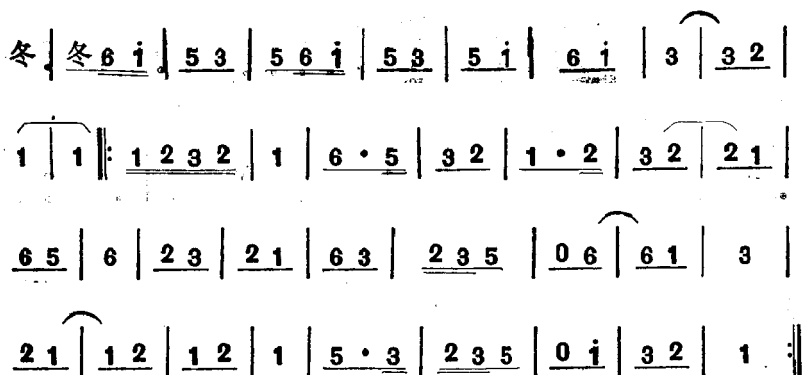 冬 | 冬 6 i̇ | 5 3 | 5 6 i̇ | 5 3 | 5 i̇ | 6 i̇ | 3 | 3 2 |
1 | 1 ‖: 1 2 3 2 | 1 | 6 · 5 | 3 2 | 1 · 2 | 3 2 | 2 1 |
6 5 | 6 | 2 3 | 2 1 | 6 3 | 2 3 5 | 0 6 | 6 1 | 3 |
2 1 | 1 2 | 1 2 | 1 | 5 · 3 | 2 3 5 | 0 i̇ | 3 2 | 1 :‖